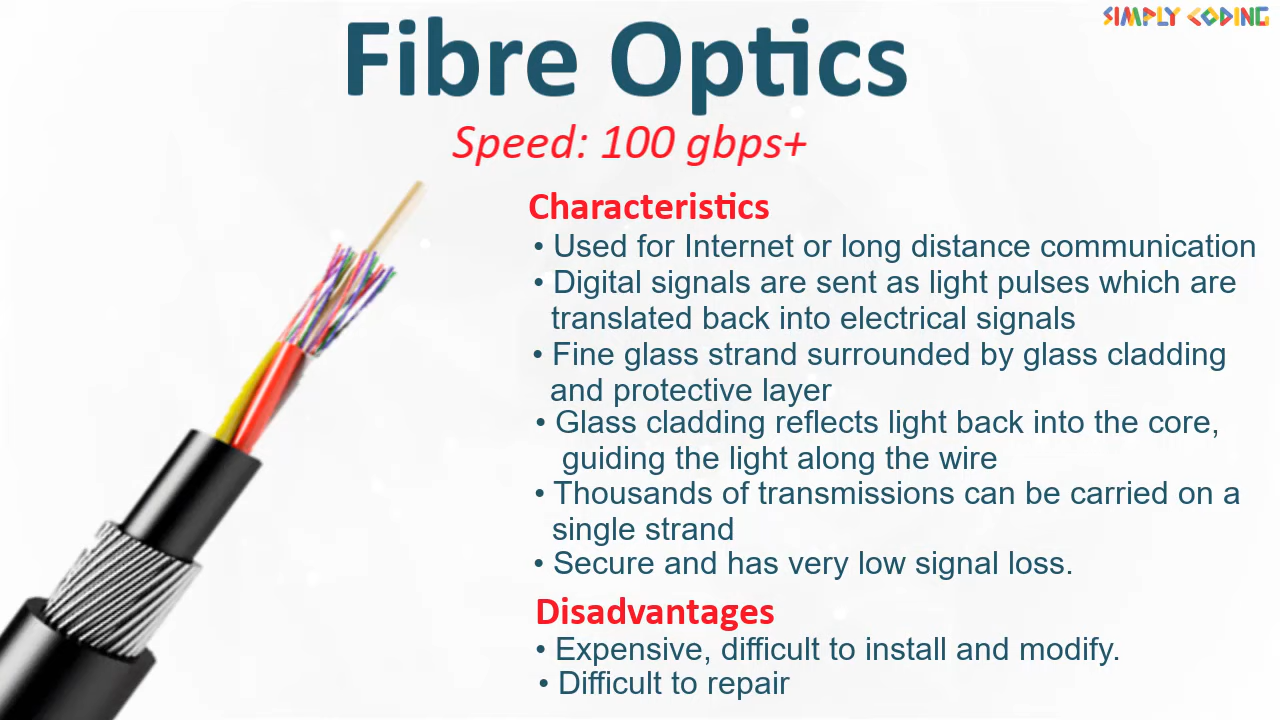 SIMPLY CODING
Fibre Optics
Speed: 100 gbps+
Characteristics
• Used for Internet or long distance communication
• Digital signals are sent as light pulses which are
translated back into electrical signals
• Fine glass strand surrounded by glass cladding
and protective layer
• Glass cladding reflects light back into the core,
guiding the light along the wire
• Thousands of transmissions can be carried on a
single strand
• Secure and has very low signal loss.
Disadvantages
• Expensive, difficult to install and modify.
• Difficult to repair